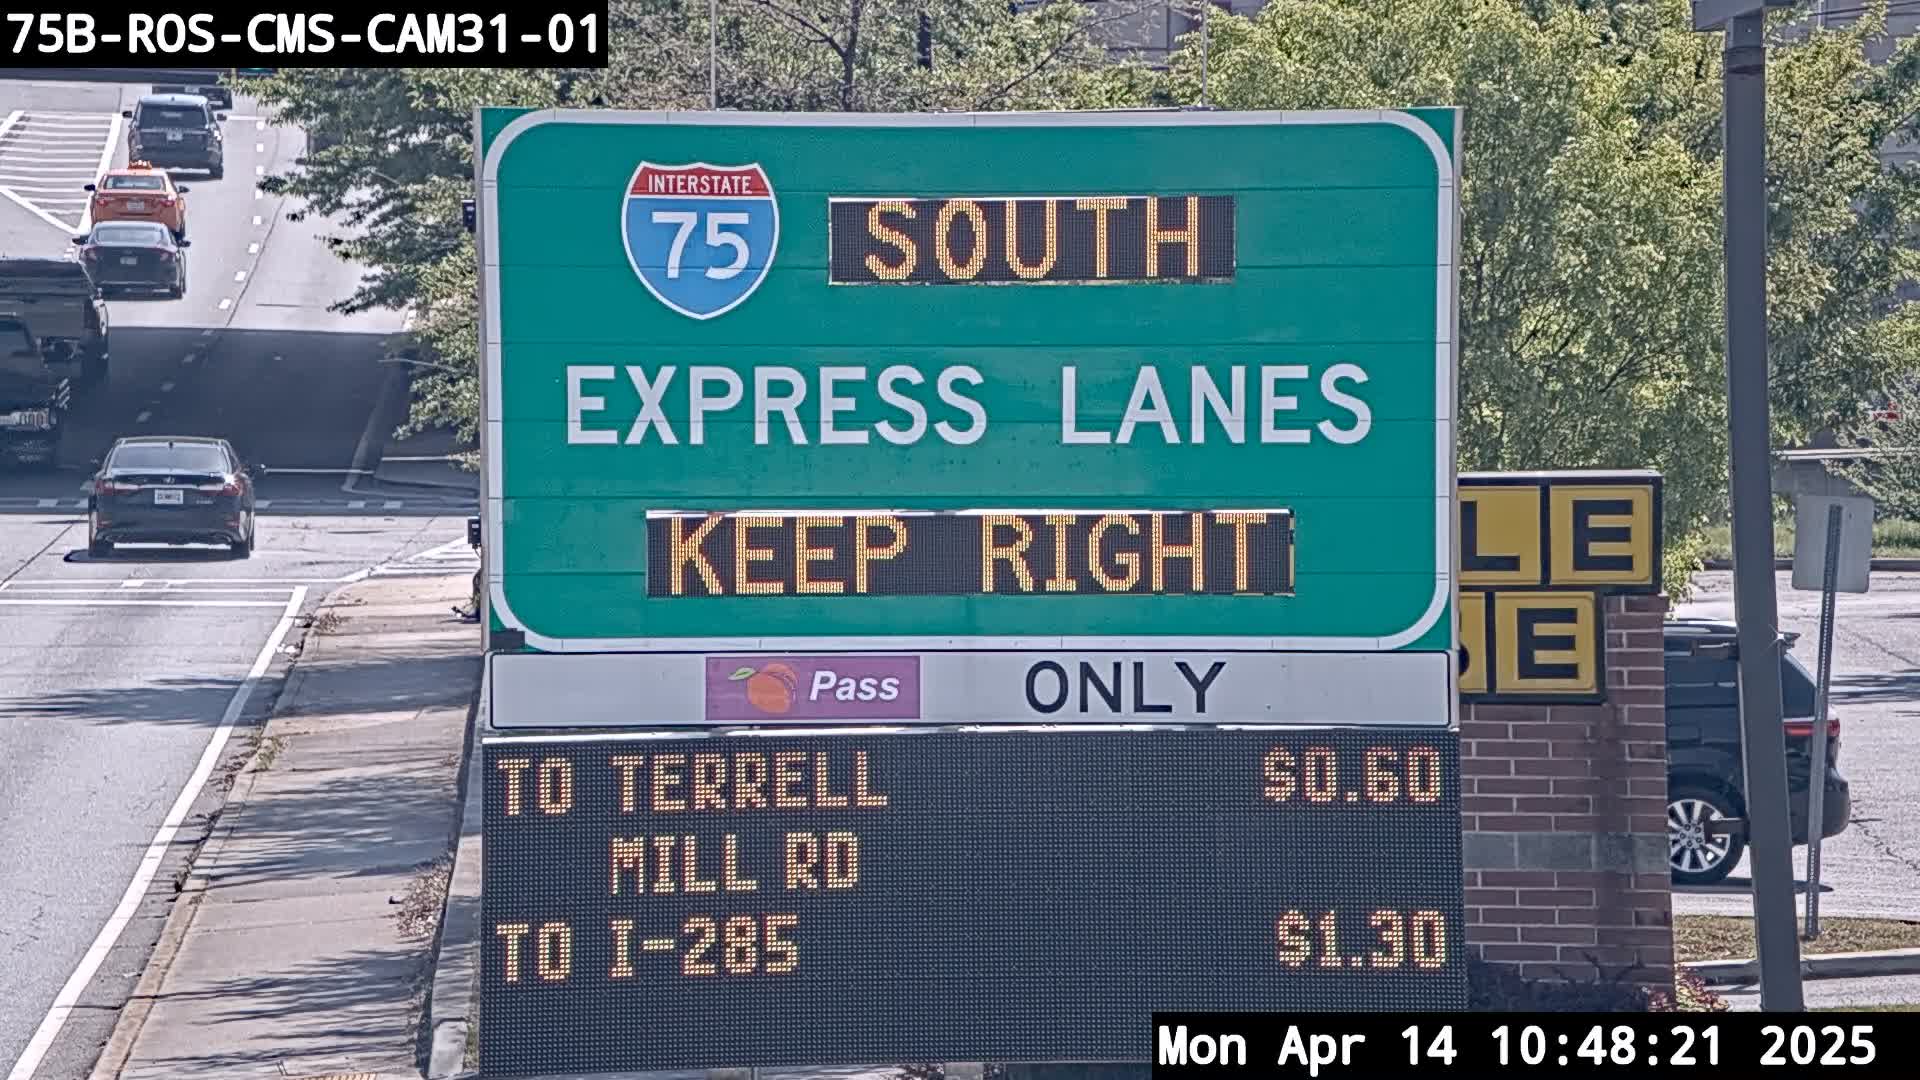 75B-ROS-CMS-CAM31-01
INTERSTATE
75
SOUTH
EXPRESS LANES
KEEP RIGHT
Pass ONLY
TO TERRELL $0.60
MILL RD
TO I-285 $1.30
LE
E
Mon Apr 14 10:48:21 2025